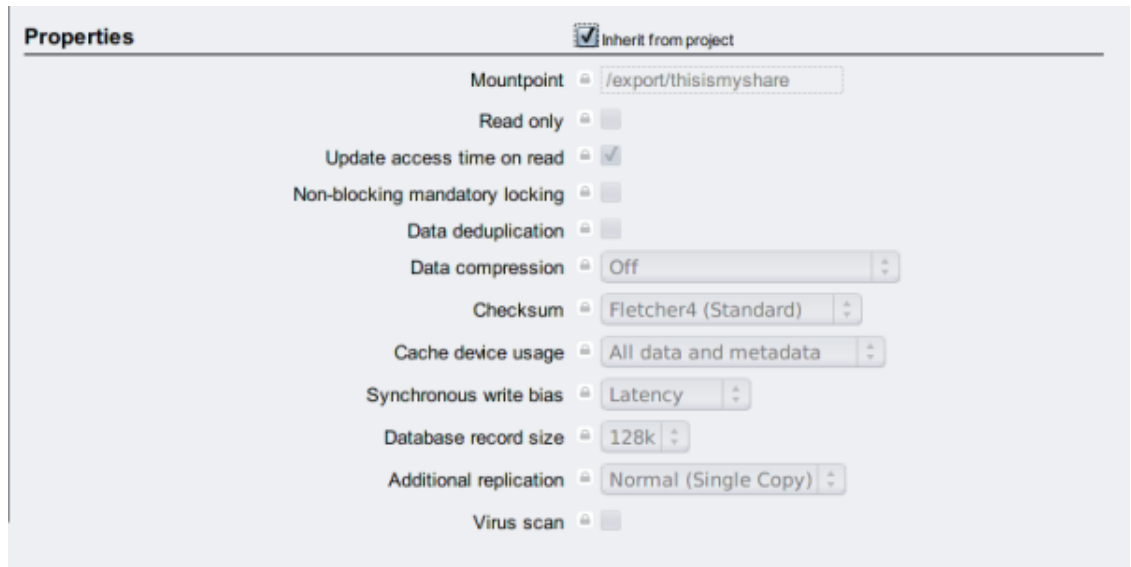 Properties Inherit from project
Mountpoint /export/thisismyshare
Read only
Update access time on read
Non-blocking mandatory locking
Data deduplication
Data compression Off
Checksum Fletcher4 (Standard)
Cache device usage All data and metadata
Synchronous write bias Latency
Database record size 128k
Additional replication Normal (Single Copy)
Virus scan